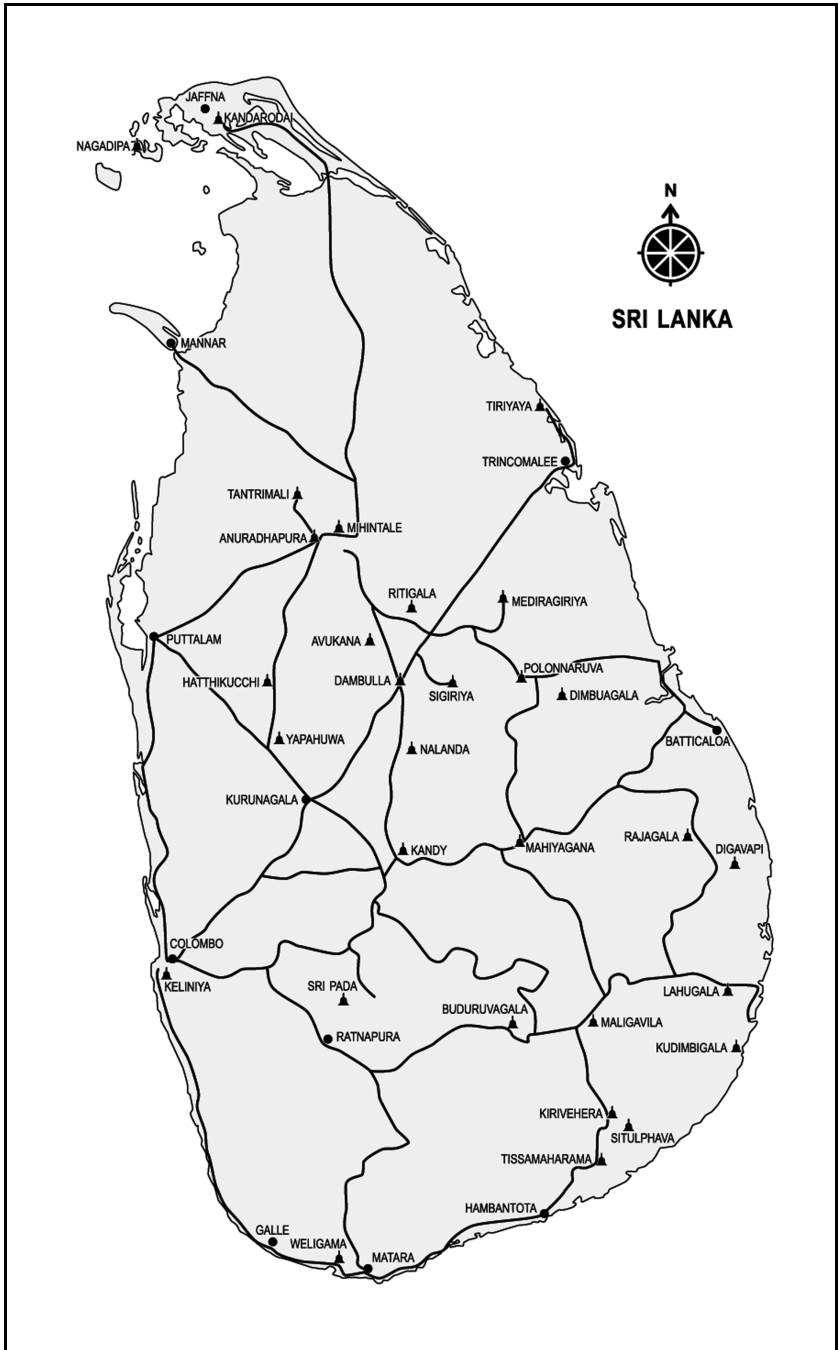 JAFFNA
KANDARODAI
NAGADIPA
N
SRI LANKA
MANNAR
TIRIYAYA
TRINCOMALEE
TANTRIMALI
MIHINTALE
ANURADHAPURA
RITIGALA
MEDIRAGIRIYA
PUTTALAM
AVUKANA
POLONNARUVA
HATTHIKUCCHI
DAMBULLA
SIGIRIYA
DIMBUAGALA
YAPAHUWA
NALANDA
BATTICALOA
KURUNAGALA
KANDY
MAHIYAGANA
RAJAGALA
DIGAVAPI
COLOMBO
KELINIYA
SRI PADA
LAHUGALA
BUDURUVAGALA
MALIGAVILA
RATNAPURA
KUDIMBIGALA
KIRIVEHERA
SITULPHAVA
TISSAMAHARAMA
HAMBANTOTA
GALLE
WELIGAMA
MATARA